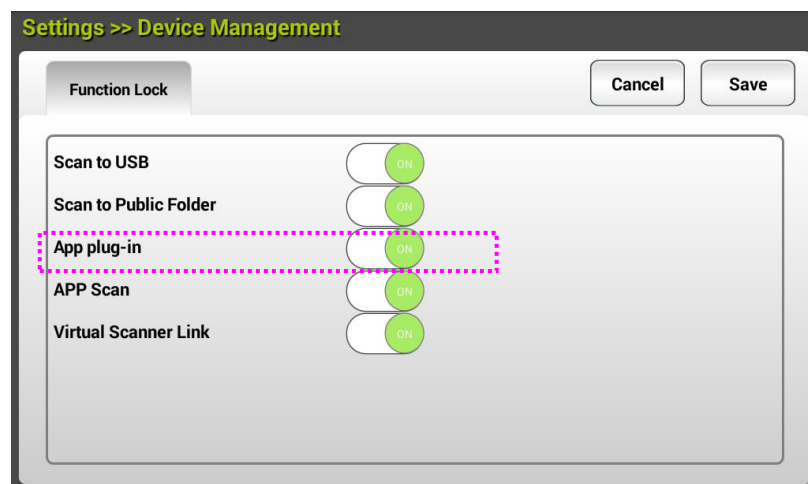 Settings >> Device Management
Function Lock
Cancel
Save
Scan to USB
ON
Scan to Public Folder
ON
App plug-in
ON
APP Scan
ON
Virtual Scanner Link
ON